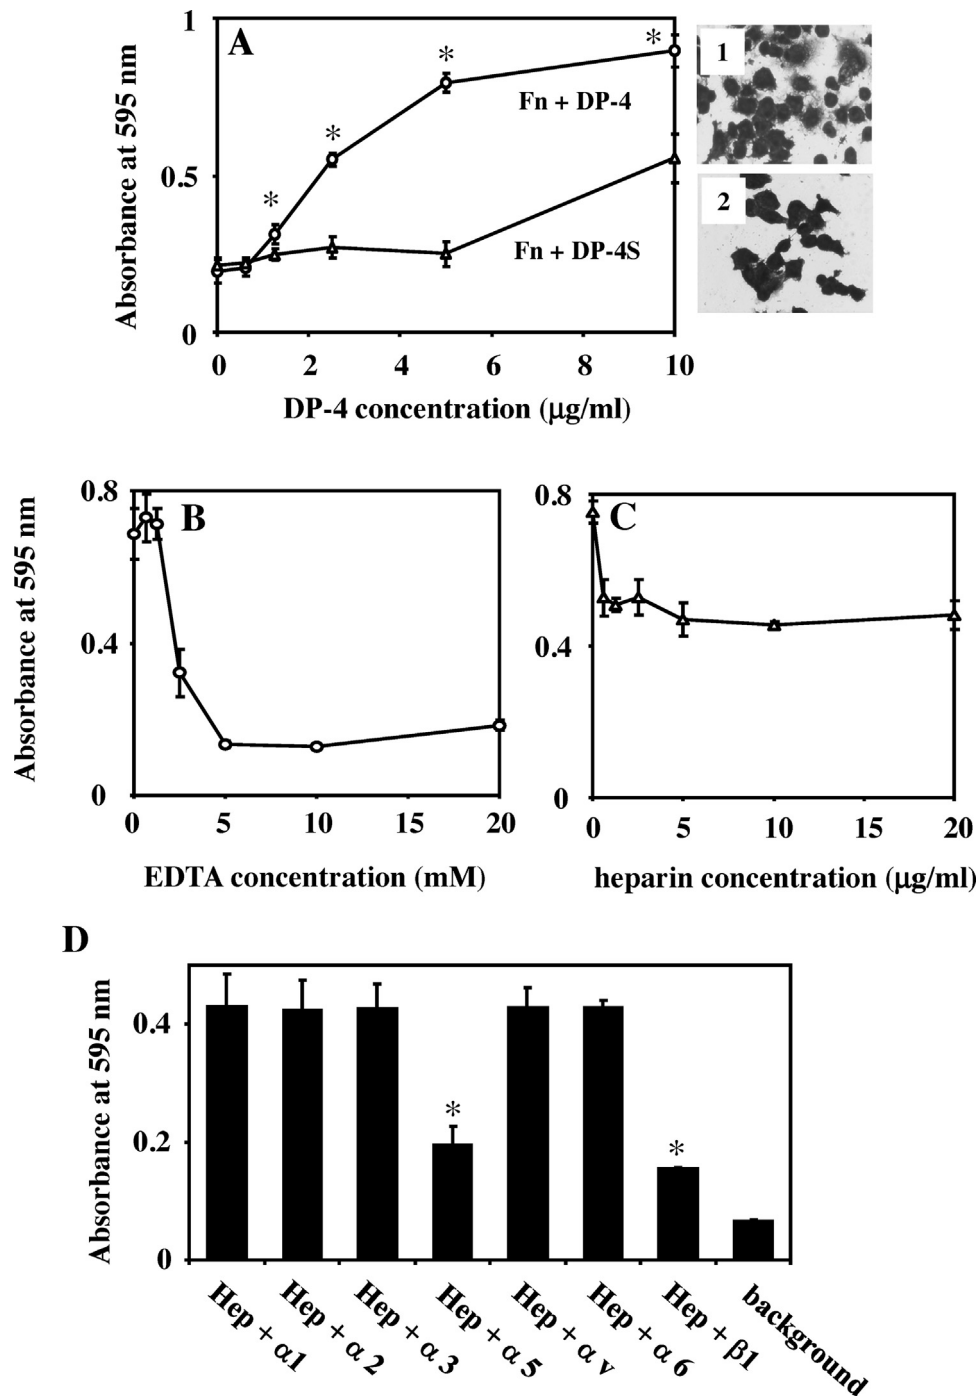 A
1
0.5
0
Absorbance at 595 nm
*
*
*
*
Fn + DP-4
Fn + DP-4S
0 2 4 6 8 10
DP-4 concentration (μg/ml)
1
2
B
0.8
0.4
0
Absorbance at 595 nm
0 5 10 15 20
EDTA concentration (mM)
C
0.8
0.4
0
0 5 10 15 20
heparin concentration (μg/ml)
D
Absorbance at 595 nm
0.4
0.2
0
*
*
Hep + α1
Hep + α 2
Hep + α 3
Hep + α 5
Hep + α v
Hep + α 6
Hep + β1
background